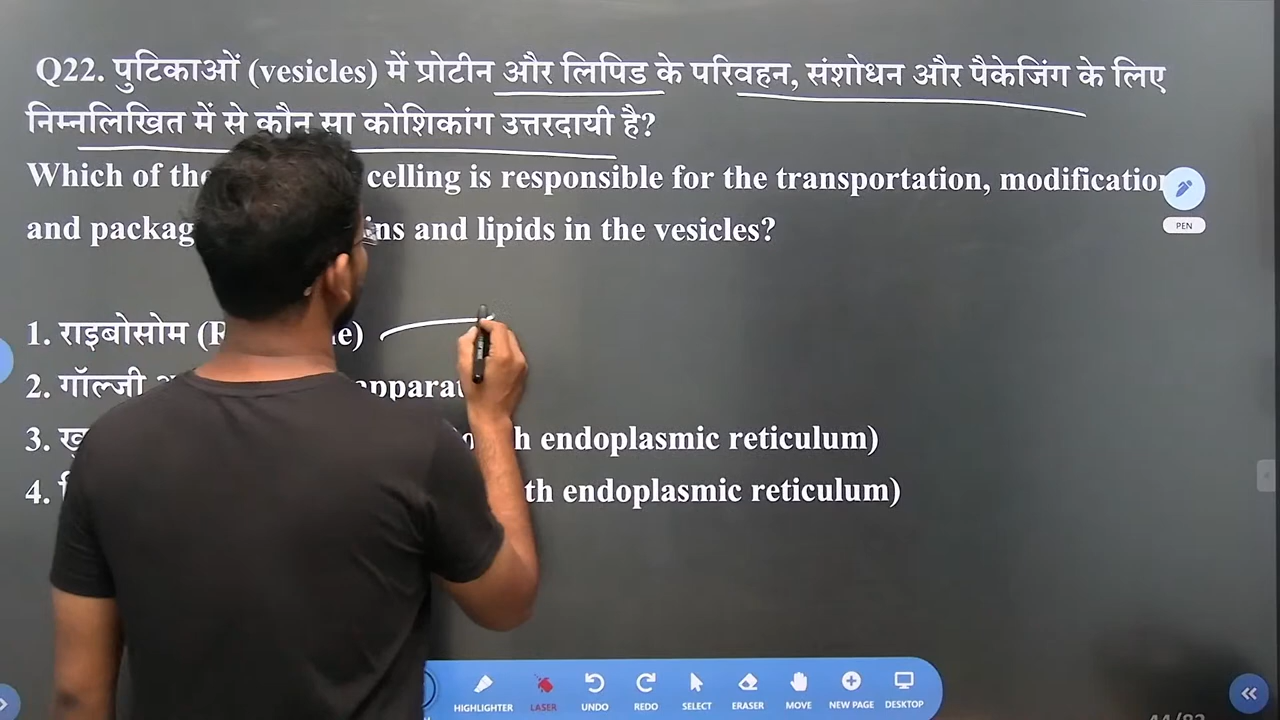 Q22. पुटिकाओं (vesicles) में प्रोटीन और लिपिड के परिवहन, संशोधन और पैकेजिंग के लिए
निम्नलिखित में से कौन सा कोशिकांग उत्तरदायी है?
Which of the celling is responsible for the transportation, modification
and packag ins and lipids in the vesicles?
1. राइबोसोम (R e)
2. गॉल्जी apparat
3. h endoplasmic reticulum)
4. th endoplasmic reticulum)
PEN
HIGHLIGHTER LASER UNDO REDO SELECT ERASER MOVE NEW PAGE DESKTOP